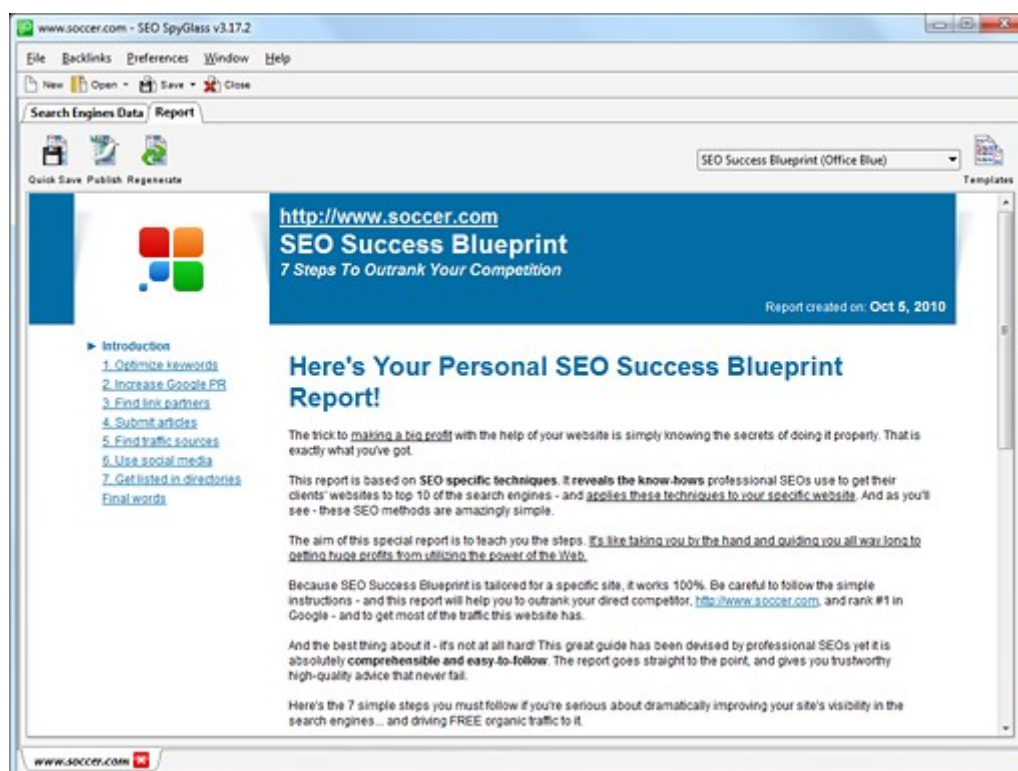 www.soccer.com - SEO SpyGlass v3.17.2
File Backlinks Preferences Window Help
New Open Save Close
Search Engines Data Report
Quick Save Publish Regenerate
SEO Success Blueprint (Office Blue)
Templates
http://www.soccer.com
SEO Success Blueprint
7 Steps To Outrank Your Competition
Report created on: Oct 5, 2010
Introduction
1. Optimize keywords
2. Increase Google PR
3. Find link partners
4. Submit articles
5. Find traffic sources
6. Use social media
7. Get listed in directories
Final words
Here's Your Personal SEO Success Blueprint
Report!
The trick to making a big profit with the help of your website is simply knowing the secrets of doing it properly. That is
exactly what you've got.
This report is based on SEO specific techniques. It reveals the know-hows professional SEOs use to get their
clients' websites to top 10 of the search engines - and applies these techniques to your specific website. And as you'll
see - these SEO methods are amazingly simple.
The aim of this special report is to teach you the steps. It's like taking you by the hand and guiding you all way long to
getting huge profits from utilizing the power of the Web.
Because SEO Success Blueprint is tailored for a specific site, it works 100%. Be careful to follow the simple
instructions - and this report will help you to outrank your direct competitor, http://www.soccer.com, and rank #1 in
Google - and to get most of the traffic this website has.
And the best thing about it - it's not at all hard! This great guide has been devised by professional SEOs yet it is
absolutely comprehensible and easy-to-follow. The report goes straight to the point, and gives you trustworthy
high-quality advice that never fail.
Here's the 7 simple steps you must follow if you're serious about dramatically improving your site's visibility in the
search engines... and driving FREE organic traffic to it.
www.soccer.com